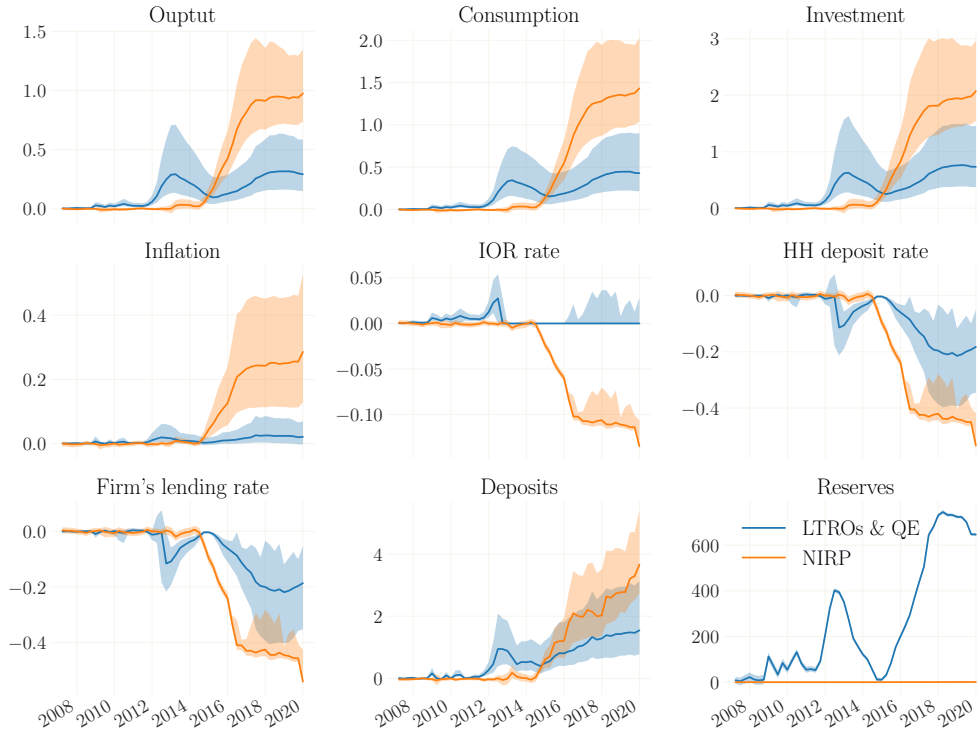 Ouptut
Consumption
Investment
1.5
1.0
0.5
0.0
2.0
1.5
1.0
0.5
0.0
3
2
1
0
Inflation
IOR rate
HH deposit rate
0.4
0.2
0.0
0.05
0.00
−0.05
−0.10
0.0
−0.2
−0.4
Firm's lending rate
Deposits
Reserves
0.0
−0.2
−0.4
4
2
0
600
400
200
0
LTROs & QE
NIRP
2008 2010 2012 2014 2016 2018 2020
2008 2010 2012 2014 2016 2018 2020
2008 2010 2012 2014 2016 2018 2020